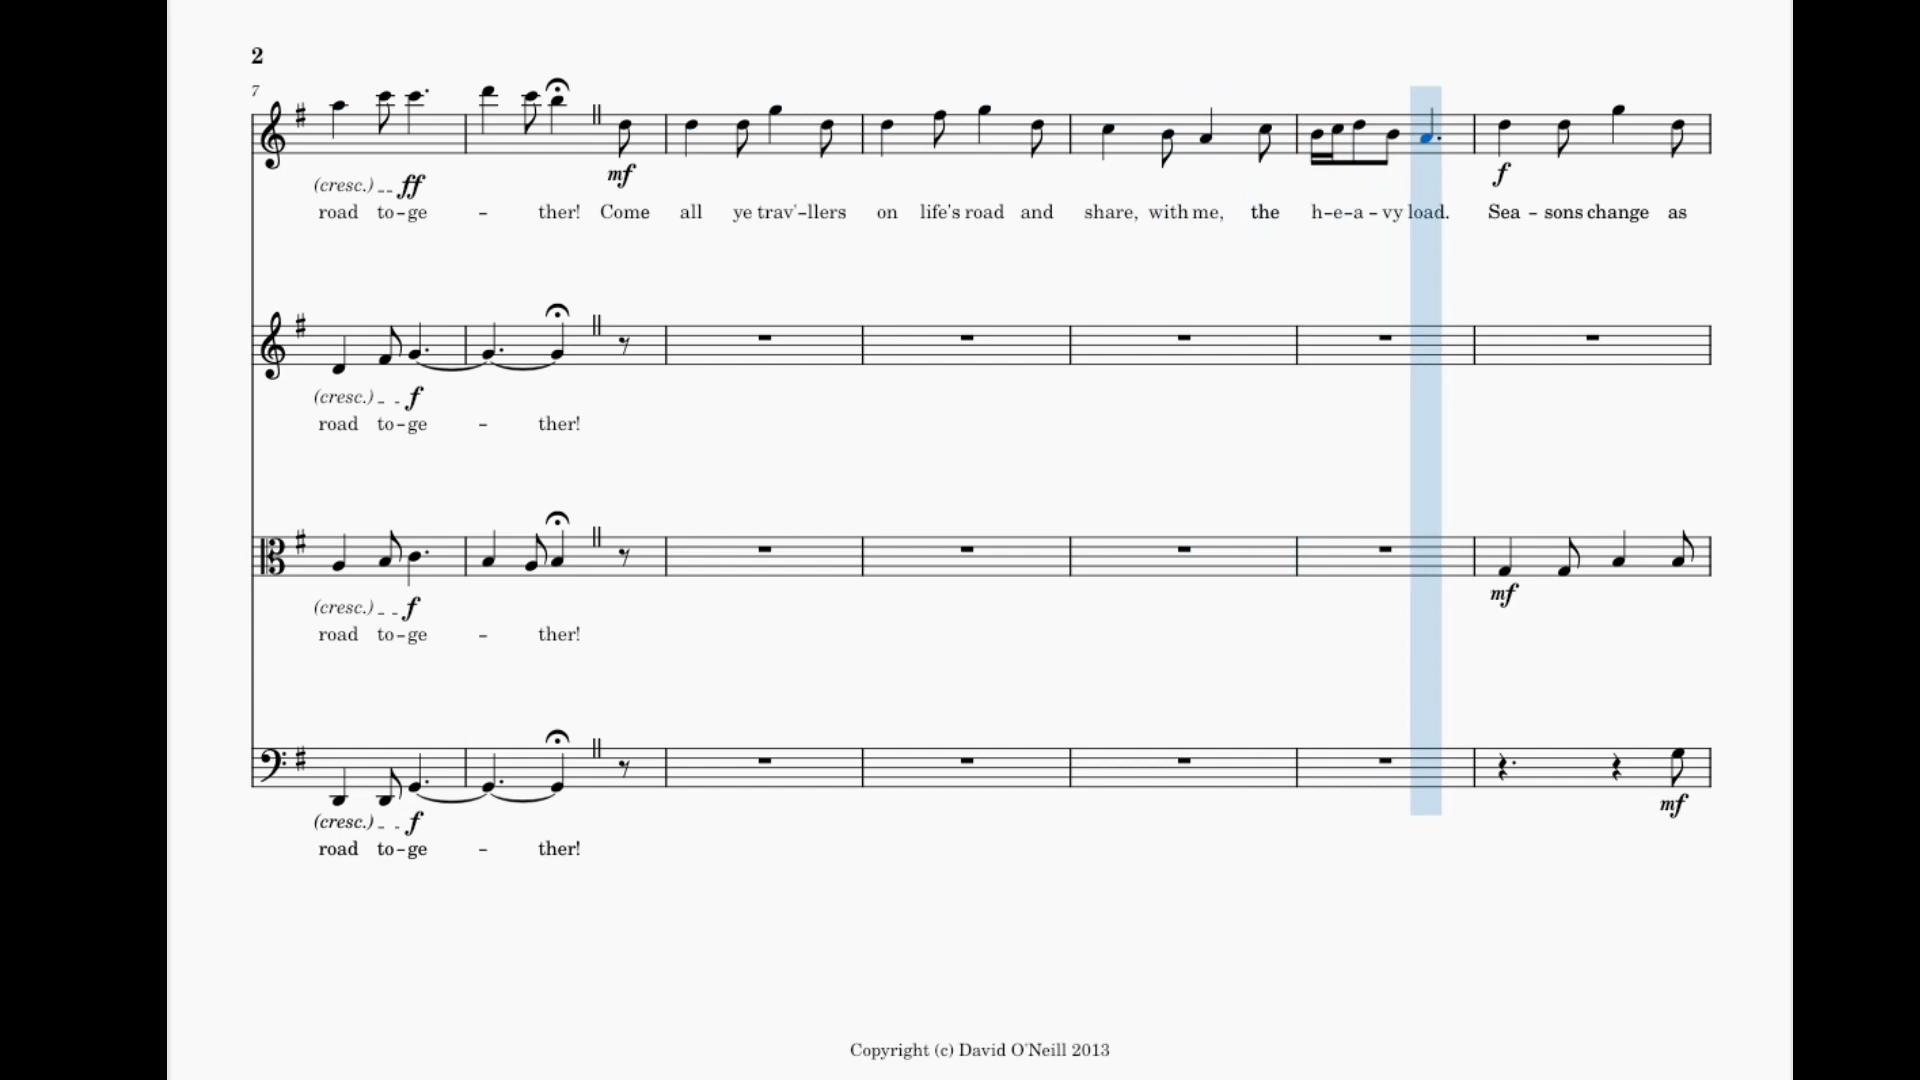 2
7
(cresc.) ff mf f
road to-ge - ther! Come all ye trav'-llers on life's road and share, with me, the h-e-a-vy load. Sea - sons change as
(cresc.) f
road to-ge - ther!
(cresc.) f mf
road to-ge - ther!
(cresc.) f mf
road to-ge - ther!
Copyright (c) David O'Neill 2013